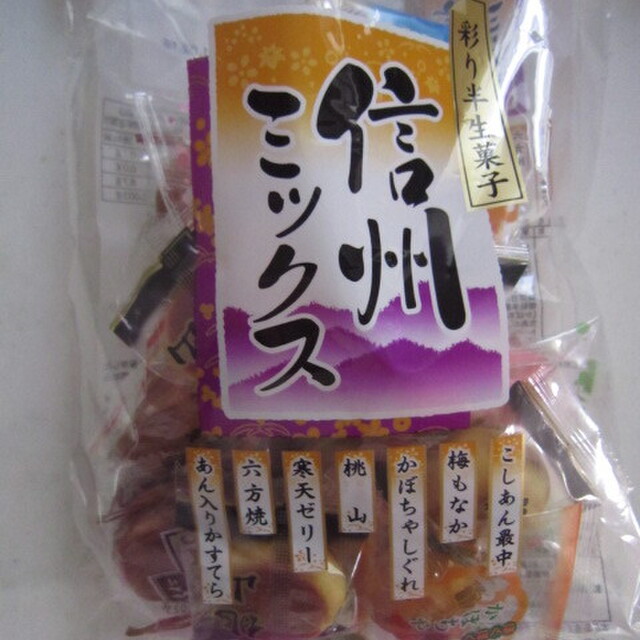 彩り半生菓子
信州
ミックス
こしあん最中
梅もなか
かぼちゃしぐれ
桃山
寒天ゼリー
六方焼
あん入りかすてら